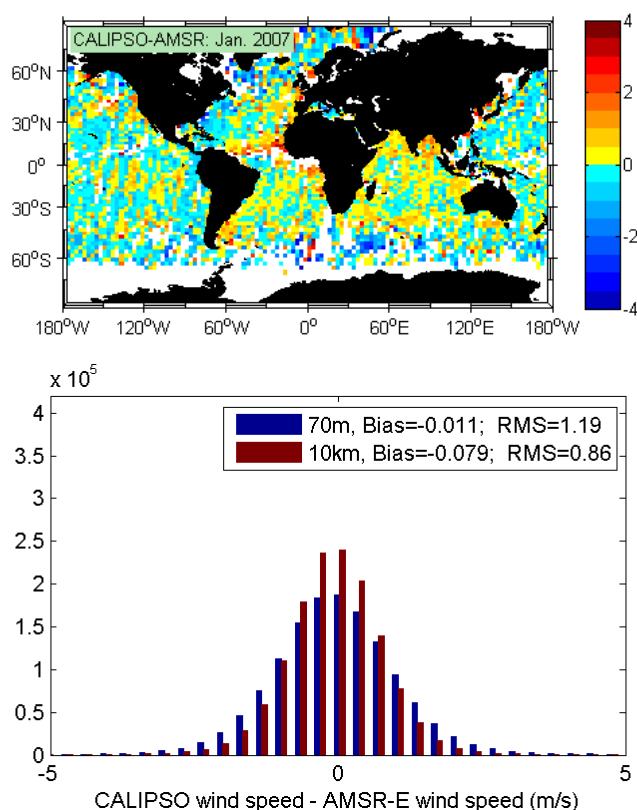 CALIPSO-AMSR: Jan. 2007
60°N
30°N
0°
30°S
60°S
180°W 120°W 60°W 0° 60°E 120°E 180°W
4
2
0
-2
-4
x 10^5
70m, Bias=-0.011; RMS=1.19
10km, Bias=-0.079; RMS=0.86
4
3.5
3
2.5
2
1.5
1
0.5
0
-5 0 5
CALIPSO wind speed - AMSR-E wind speed (m/s)